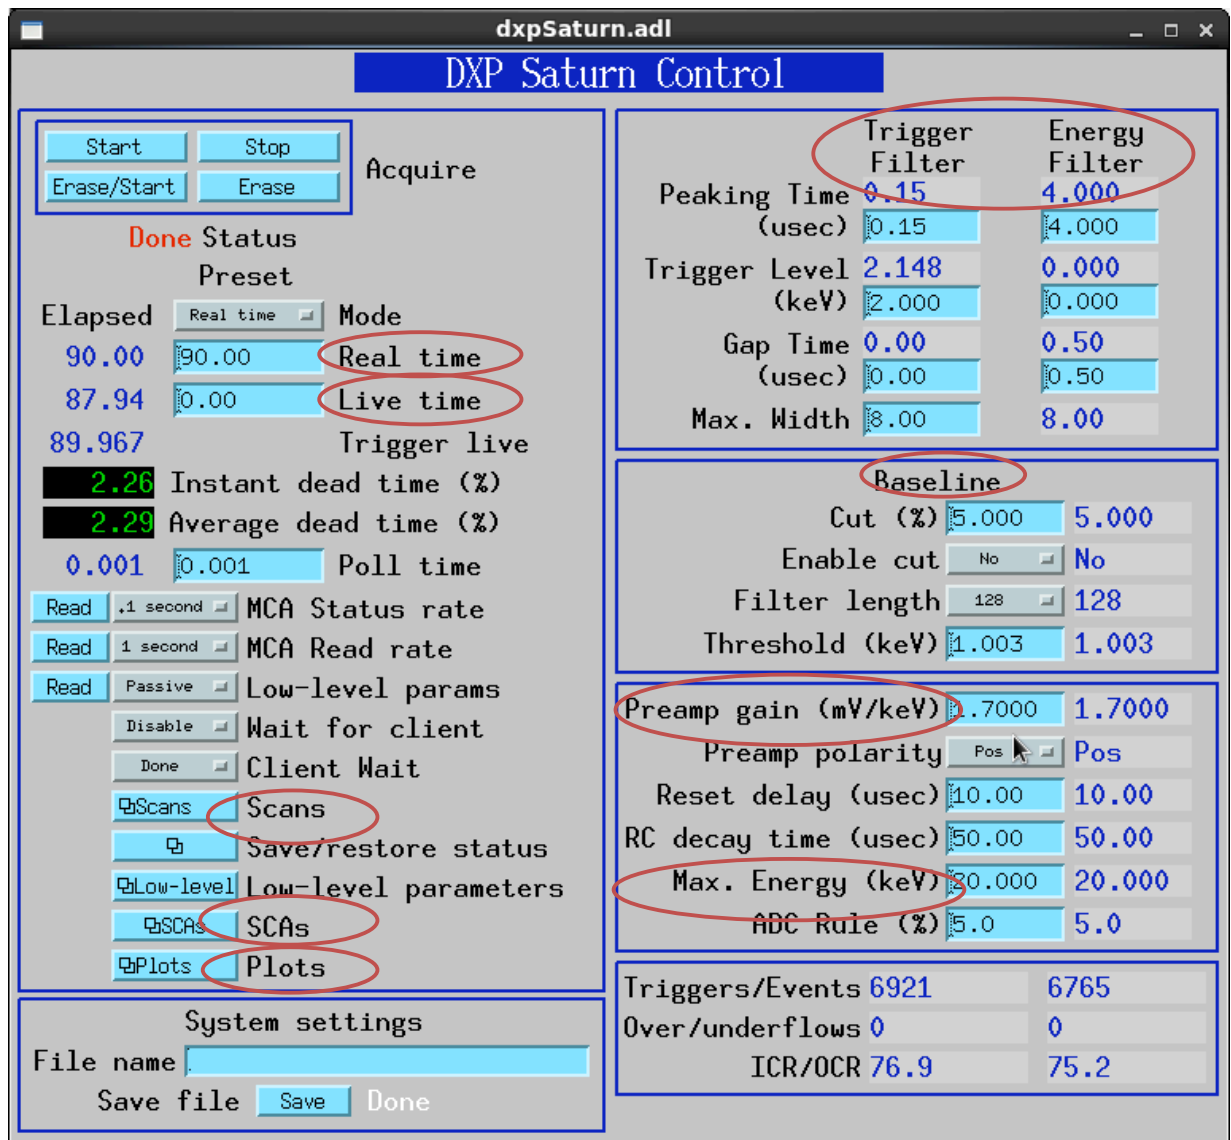 dxpSaturn.adl
DXP Saturn Control
Start Stop
Erase/Start Erase
Acquire
Done Status
Preset
Elapsed Real time Mode
90.00 90.00 Real time
87.94 0.00 Live time
89.967 Trigger live
2.26 Instant dead time (%)
2.29 Average dead time (%)
0.001 0.001 Poll time
Read .1 second MCA Status rate
Read 1 second MCA Read rate
Read Passive Low-level params
Disable Wait for client
Done Client Wait
Scans Scans
Save/restore status
Low-level Low-level parameters
SCAs SCAs
Plots Plots
System settings
File name
Save file Save Done
Trigger Energy
Filter Filter
Peaking Time 0.15 4.000
(usec) 0.15 4.000
Trigger Level 2.148 0.000
(keV) 2.000 0.000
Gap Time 0.00 0.50
(usec) 0.00 0.50
Max. Width 8.00 8.00
Baseline
Cut (%) 5.000 5.000
Enable cut No No
Filter length 128 128
Threshold (keV) 1.003 1.003
Preamp gain (mV/keV) 1.7000 1.7000
Preamp polarity Pos Pos
Reset delay (usec) 10.00 10.00
RC decay time (usec) 50.00 50.00
Max. Energy (keV) 20.000 20.000
ADC Rule (%) 5.0 5.0
Triggers/Events 6921 6765
Over/underflows 0 0
ICR/OCR 76.9 75.2